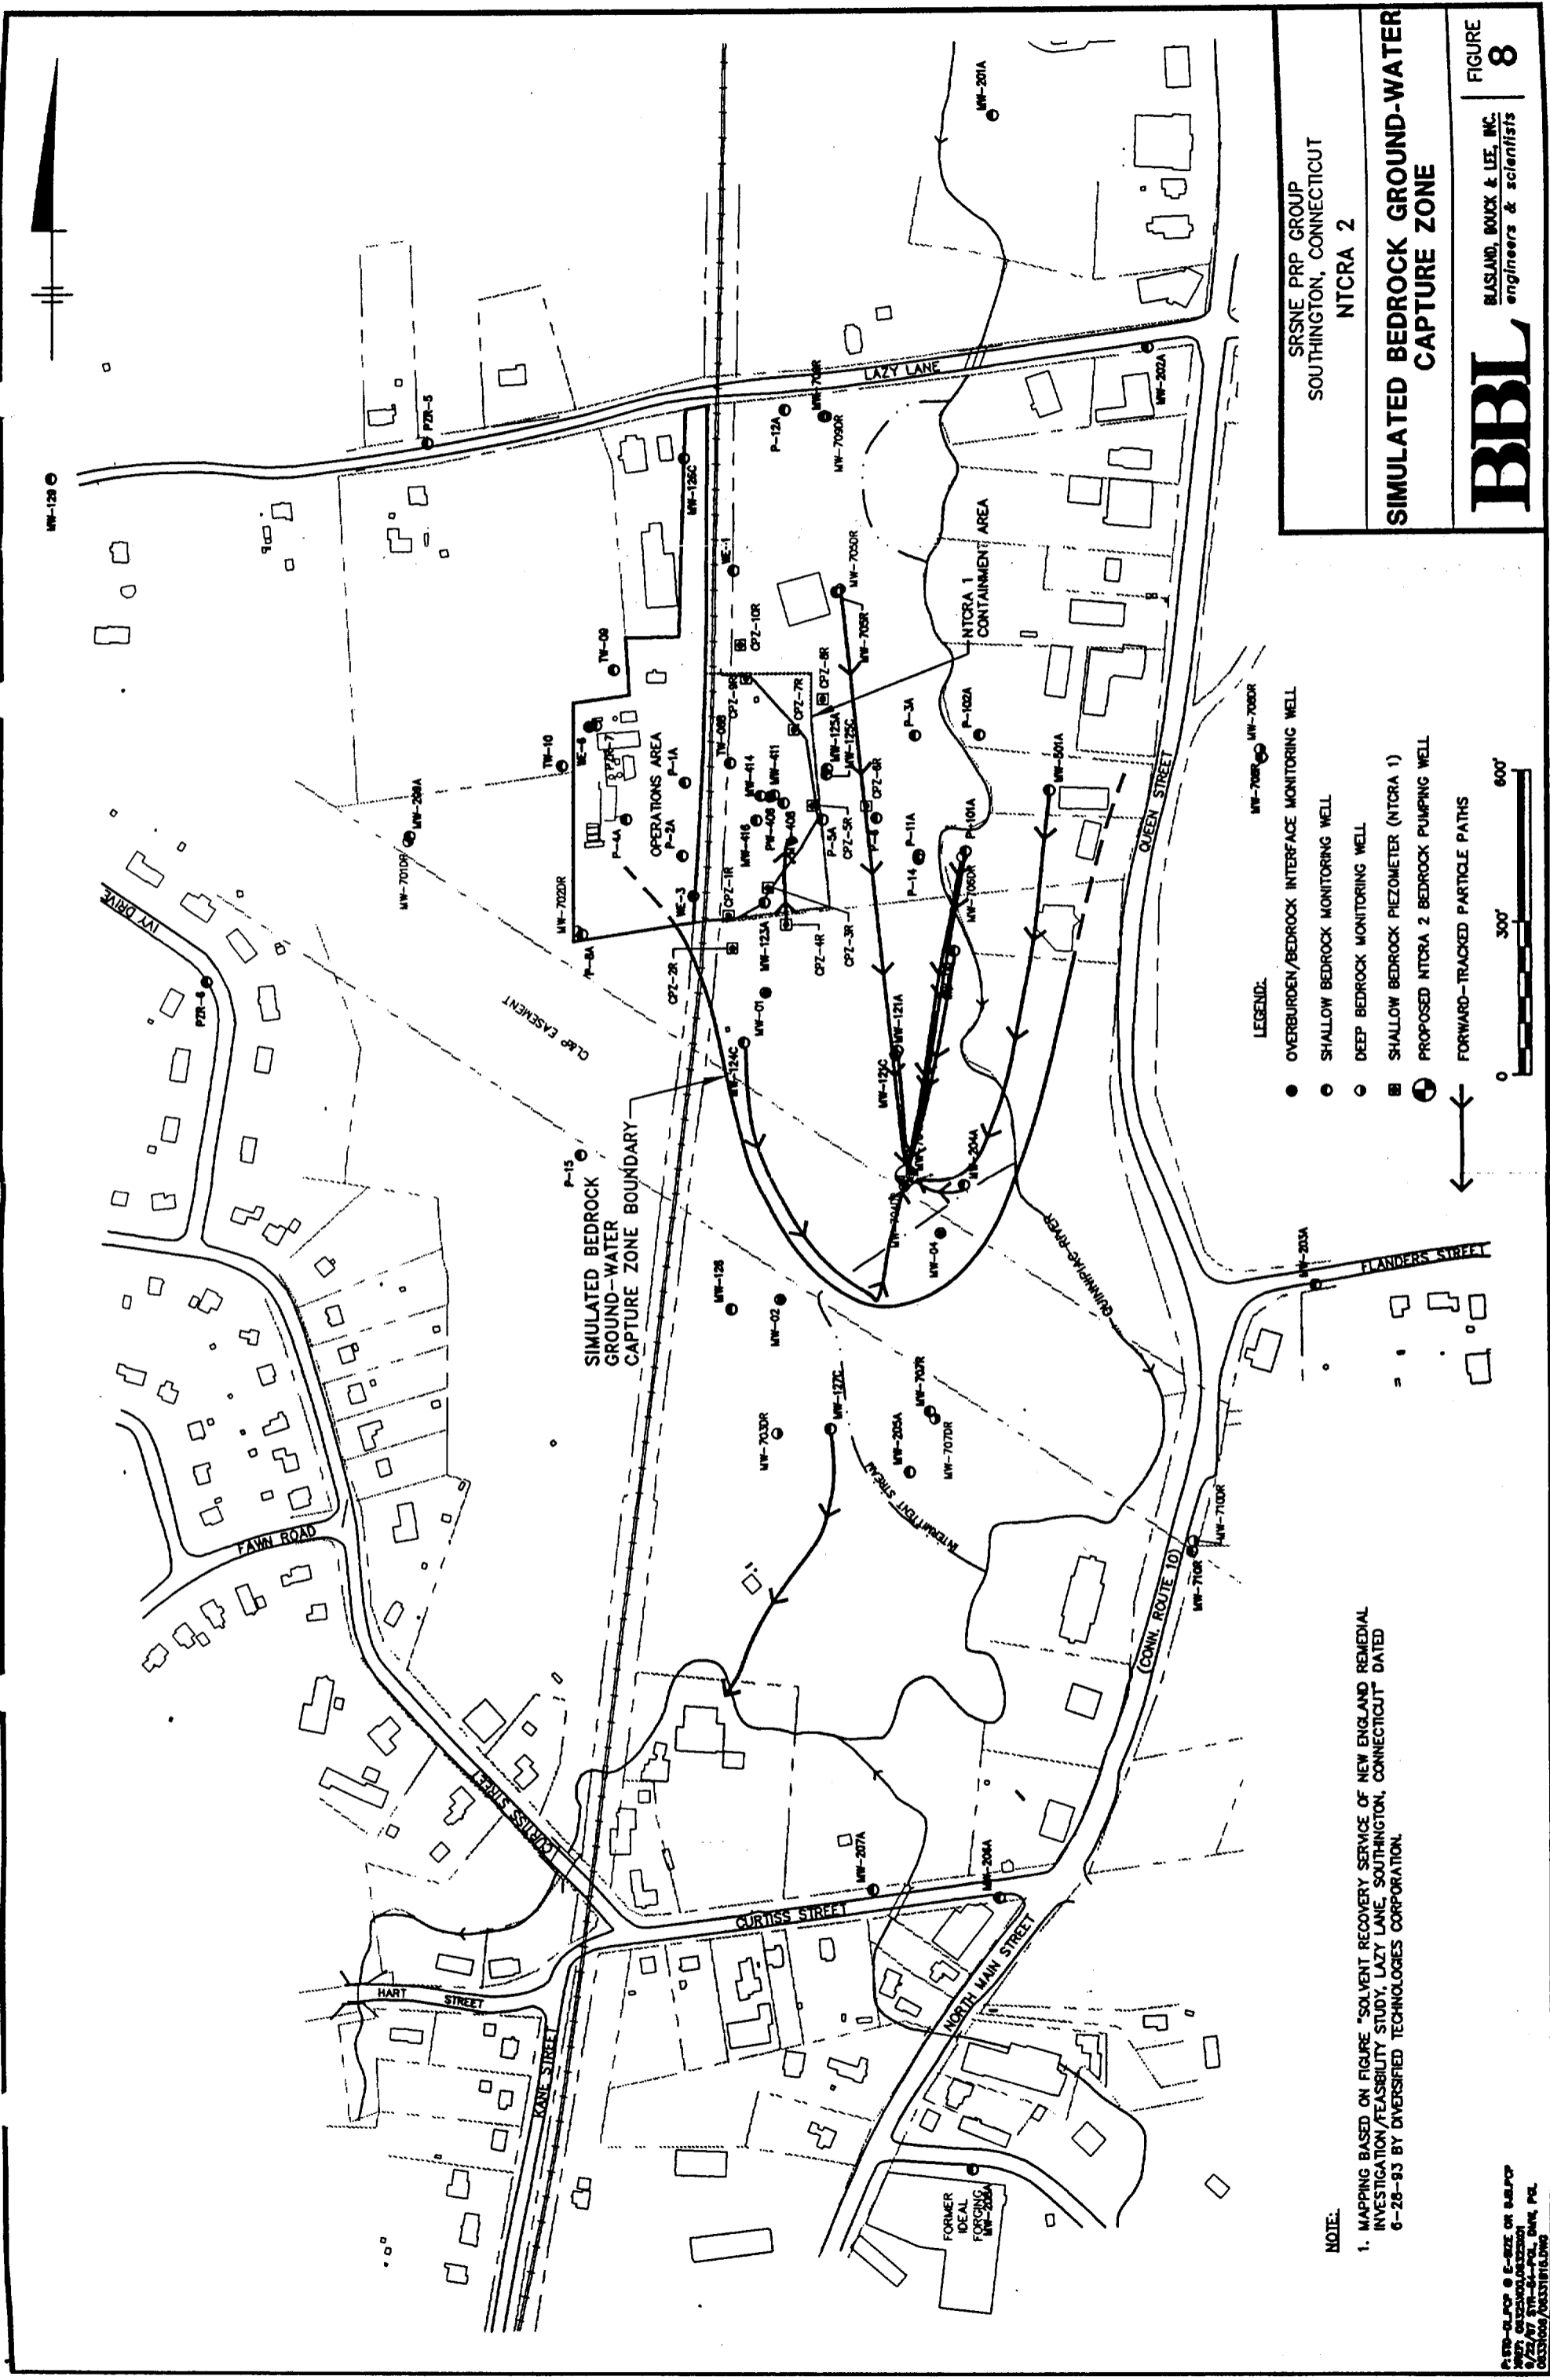 SRSNE PRP GROUP
SOUTHINGTON, CONNECTICUT
NTCRA 2
SIMULATED BEDROCK GROUND-WATER
CAPTURE ZONE
BBL
BLASLAND, BOUCK & LEE, INC.
engineers & scientists
FIGURE
8
LEGEND:
OVERBURDEN/BEDROCK INTERFACE MONITORING WELL
SHALLOW BEDROCK MONITORING WELL
DEEP BEDROCK MONITORING WELL
SHALLOW BEDROCK PIEZOMETER (NTCRA 1)
PROPOSED NTCRA 2 BEDROCK PUMPING WELL
FORWARD-TRACKED PARTICLE PATHS
0
300'
600'
NOTE:
1. MAPPING BASED ON FIGURE "SOLVENT RECOVERY SERVICE OF NEW ENGLAND REMEDIAL
INVESTIGATION/FEASIBILITY STUDY, LAZY LANE, SOUTHINGTON, CONNECTICUT" DATED
6-28-93 BY DIVERSIFIED TECHNOLOGIES CORPORATION.
SIMULATED BEDROCK
GROUND-WATER
CAPTURE ZONE BOUNDARY
NTCRA 1
CONTAINMENT AREA
OPERATIONS AREA
CL&P EASEMENT
IVY DRIVE
FAWN ROAD
CURTISS STREET
CURTISS STREET
HART
STREET
KANE STREET
NORTH MAIN STREET
(CONN. ROUTE 10)
QUEEN STREET
FLANDERS STREET
LAZY LANE
QUINNIPIAC RIVER
INTERMITTENT STREAM
FORMER
IDEAL
FORGING
MW-129
PZR-5
PZR-6
MW-701DR
MW-702DR
P-8A
TW-10
TW-09
WE-6
PZR-7
P-4A
P-1A
P-2A
WE-3
MW-126C
WE-1
CPZ-10R
CPZ-9R
CPZ-8R
CPZ-7R
CPZ-6R
CPZ-5R
CPZ-4R
CPZ-3R
CPZ-2R
CPZ-1R
TW-08B
MW-414
MW-411
MW-416
P-5A
MW-125A
MW-125C
MW-123A
MW-01
MW-124C
P-15
MW-128
MW-02
MW-703DR
MW-127C
MW-205A
MW-707R
MW-707DR
MW-04
MW-204A
MW-121A
P-6
P-14
P-11A
P-3A
P-102A
P-101A
MW-706DR
MW-501A
MW-705R
MW-705DR
P-12A
MW-709DR
MW-202A
MW-201A
MW-708DR
MW-708R
MW-203A
MW-710R
MW-710DR
MW-207A